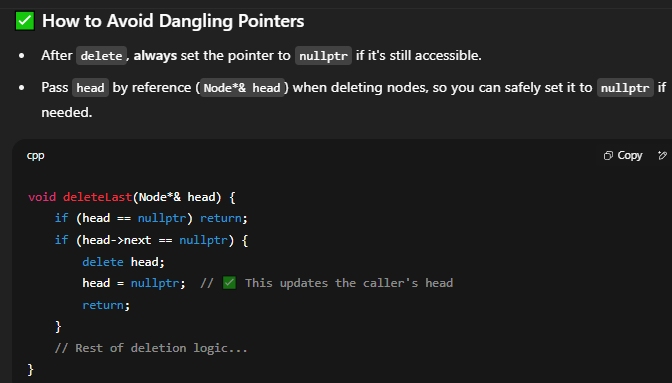 ✅ How to Avoid Dangling Pointers
• After delete, always set the pointer to nullptr if it's still accessible.
• Pass head by reference (Node*& head) when deleting nodes, so you can safely set it to nullptr if
needed.
cpp
Copy
void deleteLast(Node*& head) {
    if (head == nullptr) return;
    if (head->next == nullptr) {
        delete head;
        head = nullptr;  // ✅ This updates the caller's head
        return;
    }
    // Rest of deletion logic...
}